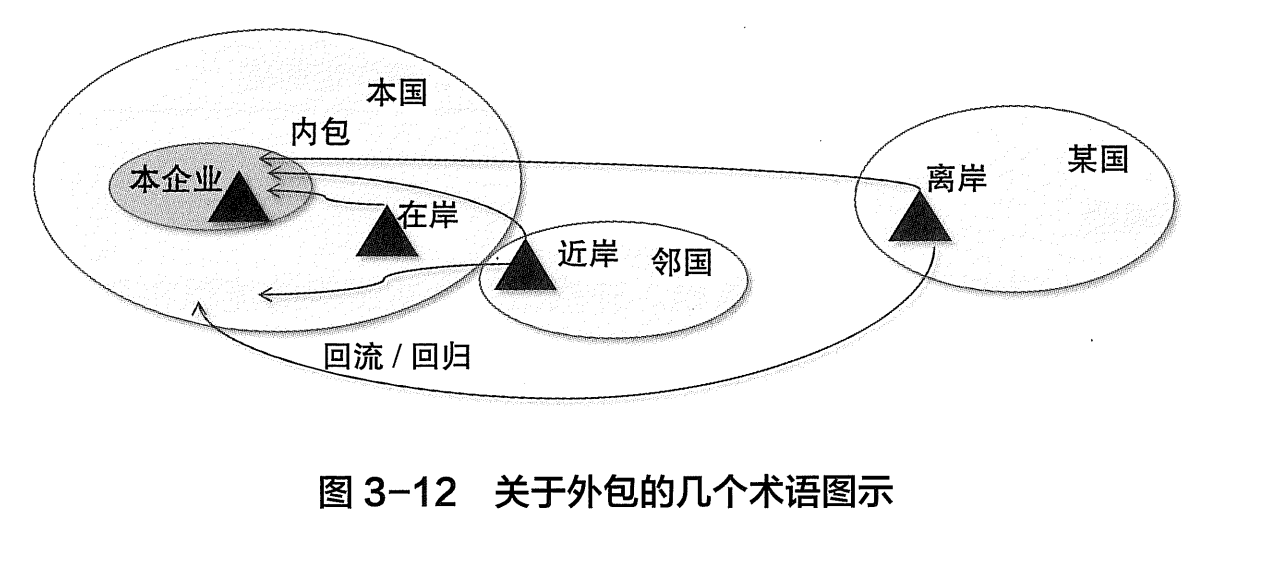 本国
内包
某国
本企业
离岸
在岸
近岸
邻国
回流 / 回归
图 3-12 关于外包的几个术语图示